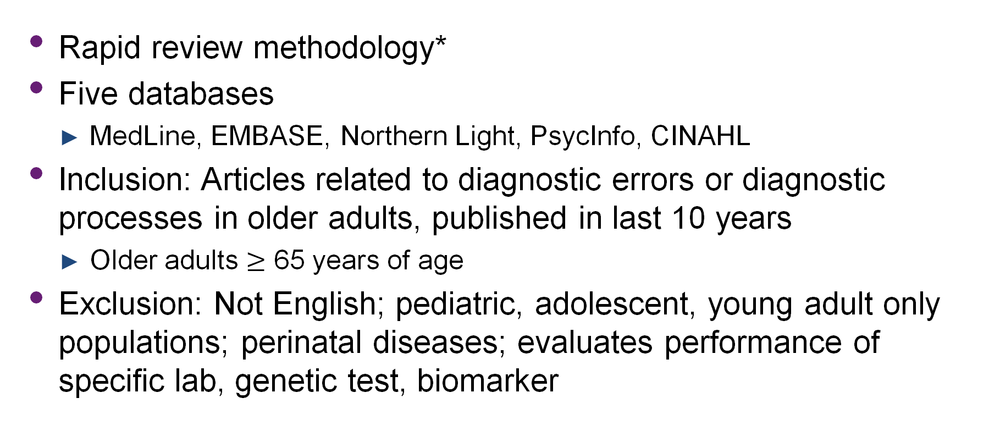 • Rapid review methodology*
• Five databases
► MedLine, EMBASE, Northern Light, PsycInfo, CINAHL
• Inclusion: Articles related to diagnostic errors or diagnostic
processes in older adults, published in last 10 years
► Older adults ≥ 65 years of age
• Exclusion: Not English; pediatric, adolescent, young adult only
populations; perinatal diseases; evaluates performance of
specific lab, genetic test, biomarker